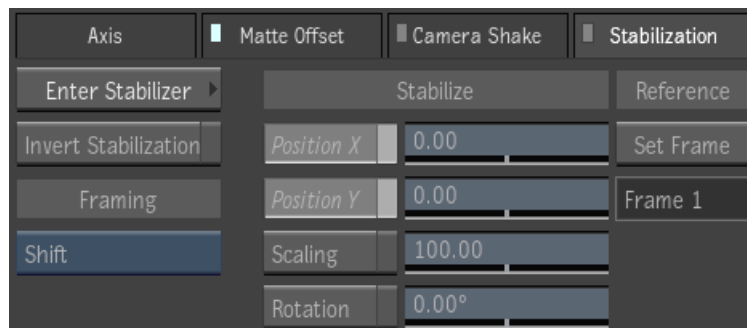 Axis Matte Offset Camera Shake Stabilization
Enter Stabilizer Stabilize Reference
Invert Stabilization Position X 0.00 Set Frame
Framing Position Y 0.00 Frame 1
Shift Scaling 100.00
Rotation 0.00°